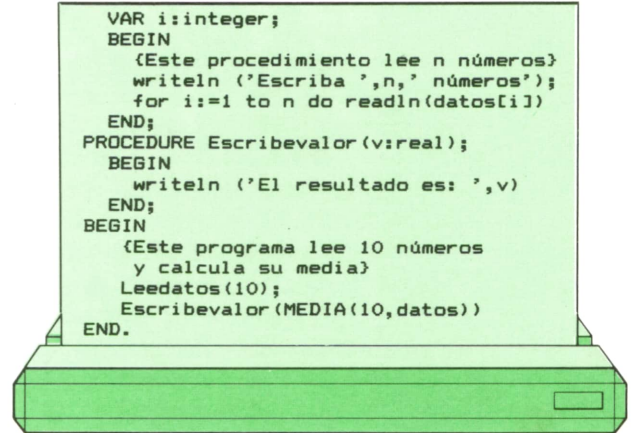 VAR i:integer;
BEGIN
{Este procedimiento lee n números}
writeln ('Escriba ',n,' números');
for i:=1 to n do readln(datos[i])
END;
PROCEDURE Escribevalor(v:real);
BEGIN
writeln ('El resultado es: ',v)
END;
BEGIN
{Este programa lee 10 números
y calcula su media}
Leedatos(10);
Escribevalor(MEDIA(10,datos))
END.